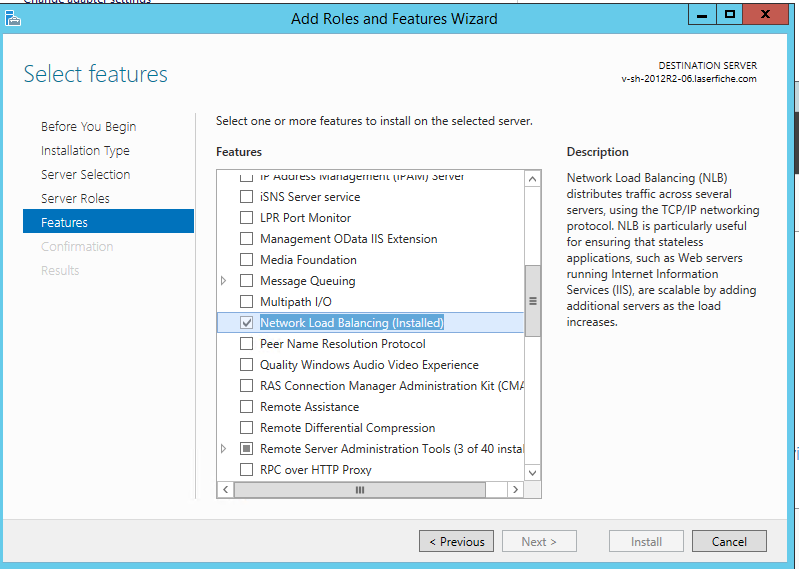 Change adapter settings
Add Roles and Features Wizard
Select features
DESTINATION SERVER
v-sh-2012R2-06.laserfiche.com
Before You Begin
Installation Type
Server Selection
Server Roles
Features
Confirmation
Results
Select one or more features to install on the selected server.
Features
IP Address Management (IPAM) Server
iSNS Server service
LPR Port Monitor
Management OData IIS Extension
Media Foundation
Message Queuing
Multipath I/O
Network Load Balancing (Installed)
Peer Name Resolution Protocol
Quality Windows Audio Video Experience
RAS Connection Manager Administration Kit (CMA
Remote Assistance
Remote Differential Compression
Remote Server Administration Tools (3 of 40 instal
RPC over HTTP Proxy
Description
Network Load Balancing (NLB)
distributes traffic across several
servers, using the TCP/IP networking
protocol. NLB is particularly useful
for ensuring that stateless
applications, such as Web servers
running Internet Information
Services (IIS), are scalable by adding
additional servers as the load
increases.
< Previous
Next >
Install
Cancel